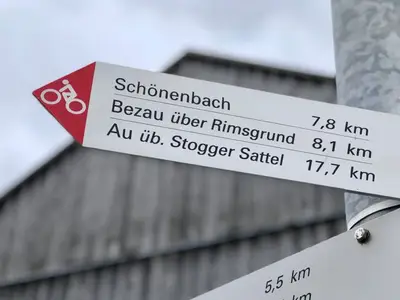 Schönenbach 7,8 km
Bezau über Rimsgrund 8,1 km
Au üb. Stogger Sattel 17,7 km
5,5 km
km